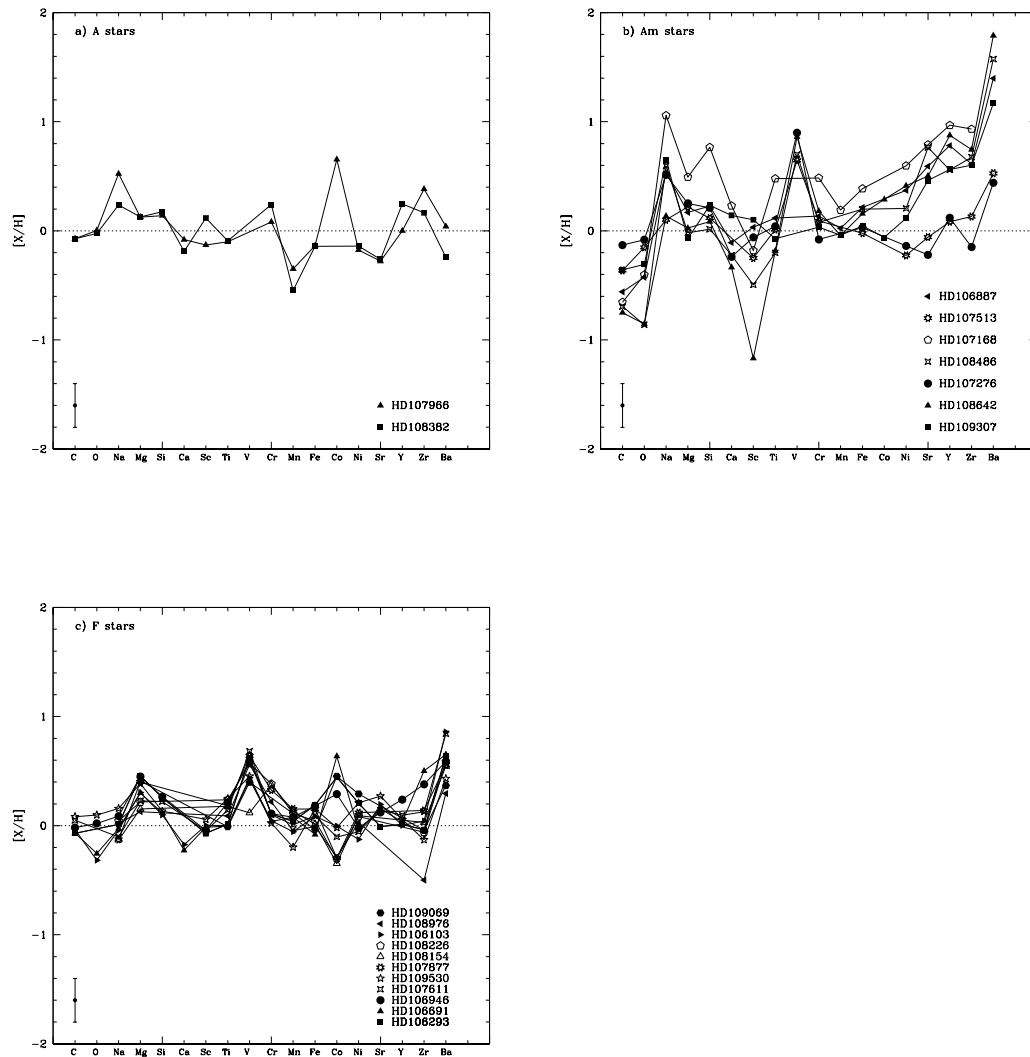 a) A stars
2
1
0
−1
−2
[X/H]
HD107966
HD108382
C O Na Mg Si Ca Sc Ti V Cr Mn Fe Co Ni Sr Y Zr Ba
b) Am stars
2
1
0
−1
−2
[X/H]
HD106887
HD107513
HD107168
HD108486
HD107276
HD108642
HD109307
C O Na Mg Si Ca Sc Ti V Cr Mn Fe Co Ni Sr Y Zr Ba
c) F stars
2
1
0
−1
−2
[X/H]
HD109069
HD108976
HD106103
HD108226
HD108154
HD107877
HD109530
HD107611
HD106946
HD106691
HD106293
C O Na Mg Si Ca Sc Ti V Cr Mn Fe Co Ni Sr Y Zr Ba